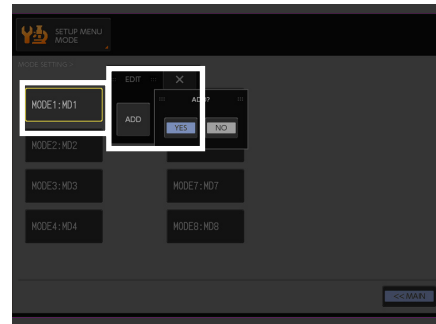 SETUP MENU
MODE
MODE SETTING >
EDIT
MODE1:MD1
ADD
ADD?
YES
NO
MODE2:MD2
MODE3:MD3
MODE7:MD7
MODE4:MD4
MODE8:MD8
<< MAIN